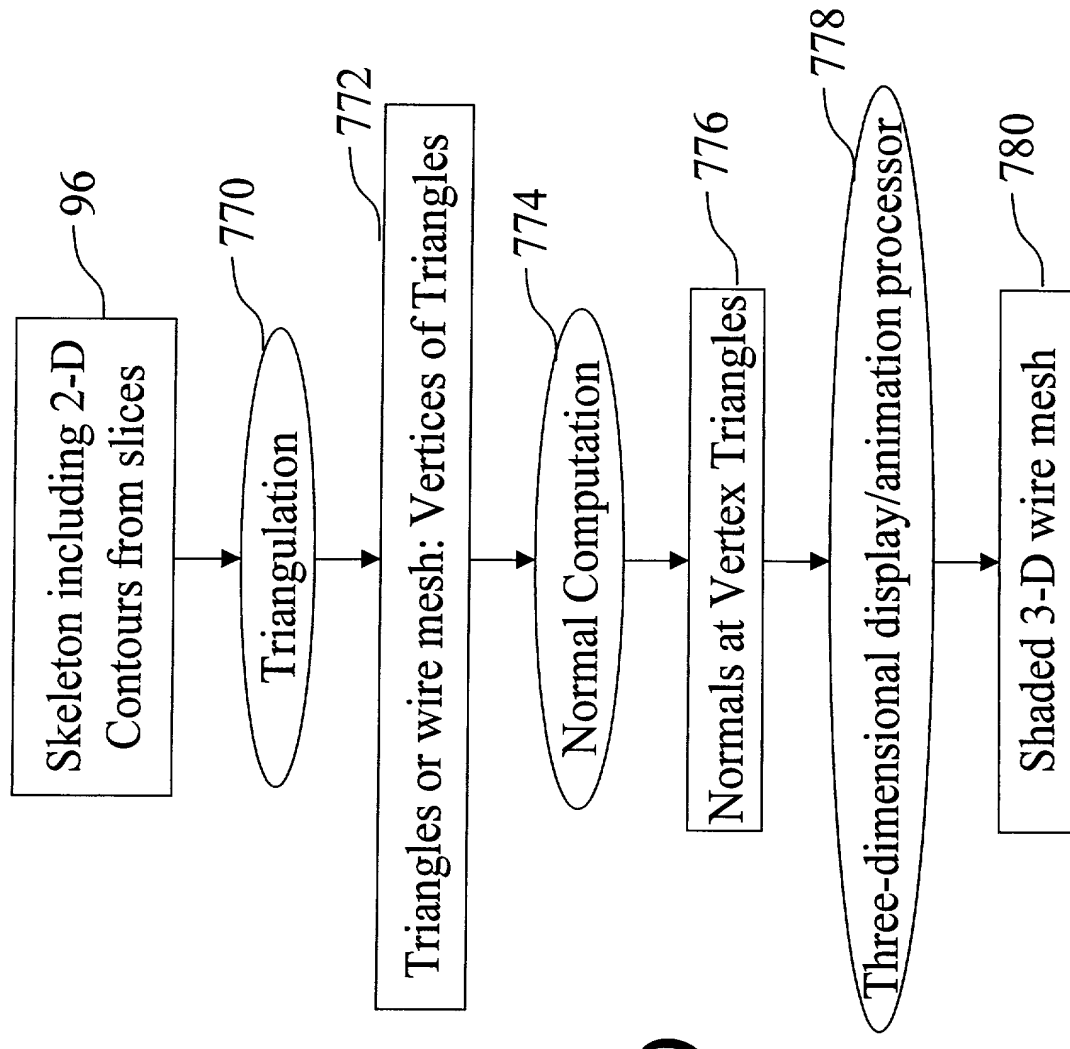 Skeleton including 2-D
Contours from slices
96
Triangulation
770
Triangles or wire mesh: Vertices of Triangles
772
Normal Computation
774
Normals at Vertex Triangles
776
Three-dimensional display/animation processor
778
Shaded 3-D wire mesh
780